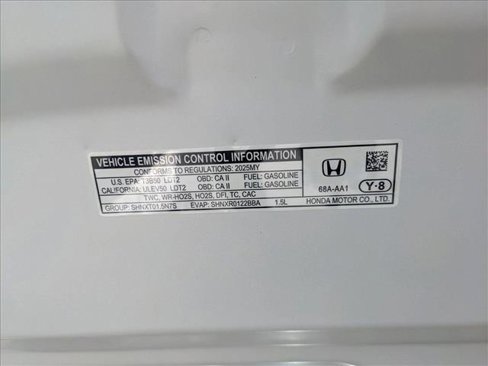 VEHICLE EMISSION CONTROL INFORMATION
CONFORMS TO REGULATIONS: 2025MY
U.S. EPA: T3B50 LDT2 OBD: CA II FUEL: GASOLINE
CALIFORNIA: ULEV50 LDT2 OBD: CA II FUEL: GASOLINE
TWC, WR-HO2S, HO2S, DFI, TC, CAC
GROUP: SHNXT01.5N7S EVAP: SHNXR0122BBA 1.5L
68A-AA1
Y-8
HONDA MOTOR CO., LTD.